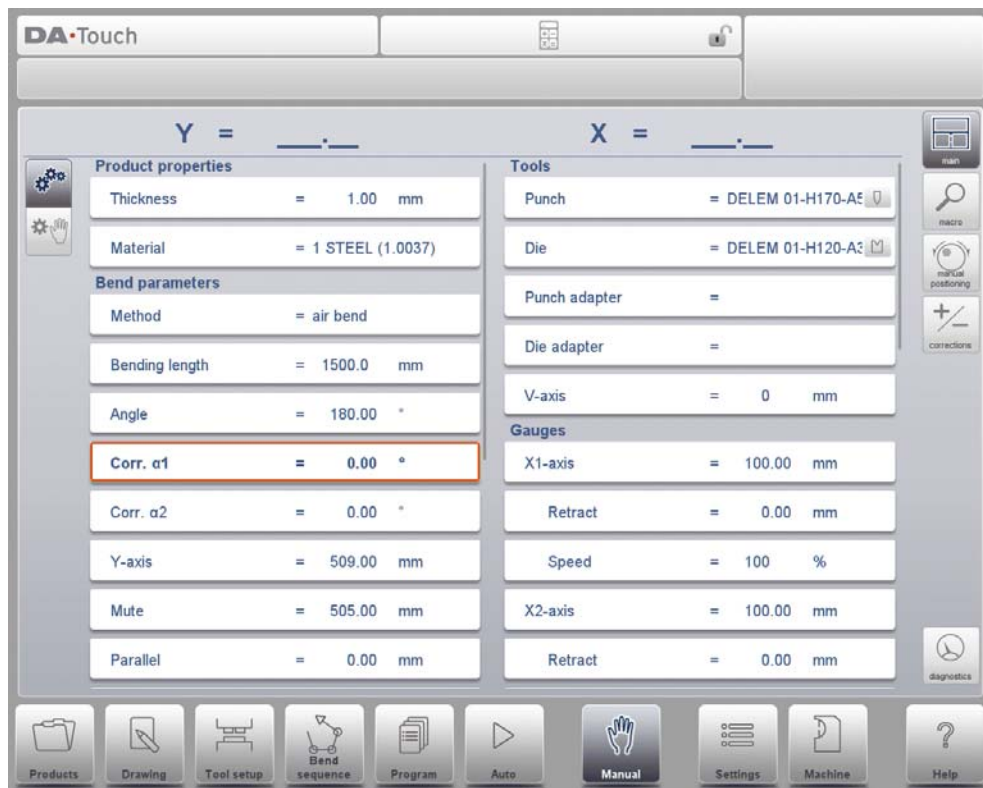 DA·Touch
Y = ___.__
X = ___.__
Product properties
Thickness = 1.00 mm
Material = 1 STEEL (1.0037)
Bend parameters
Method = air bend
Bending length = 1500.0 mm
Angle = 180.00 °
Corr. α1 = 0.00 °
Corr. α2 = 0.00 °
Y-axis = 509.00 mm
Mute = 505.00 mm
Parallel = 0.00 mm
Tools
Punch = DELEM 01-H170-A5
Die = DELEM 01-H120-A3
Punch adapter =
Die adapter =
V-axis = 0 mm
Gauges
X1-axis = 100.00 mm
Retract = 0.00 mm
Speed = 100 %
X2-axis = 100.00 mm
Retract = 0.00 mm
main
macro
manual
positioning
corrections
diagnostics
Products
Drawing
Tool setup
Bend
sequence
Program
Auto
Manual
Settings
Machine
Help